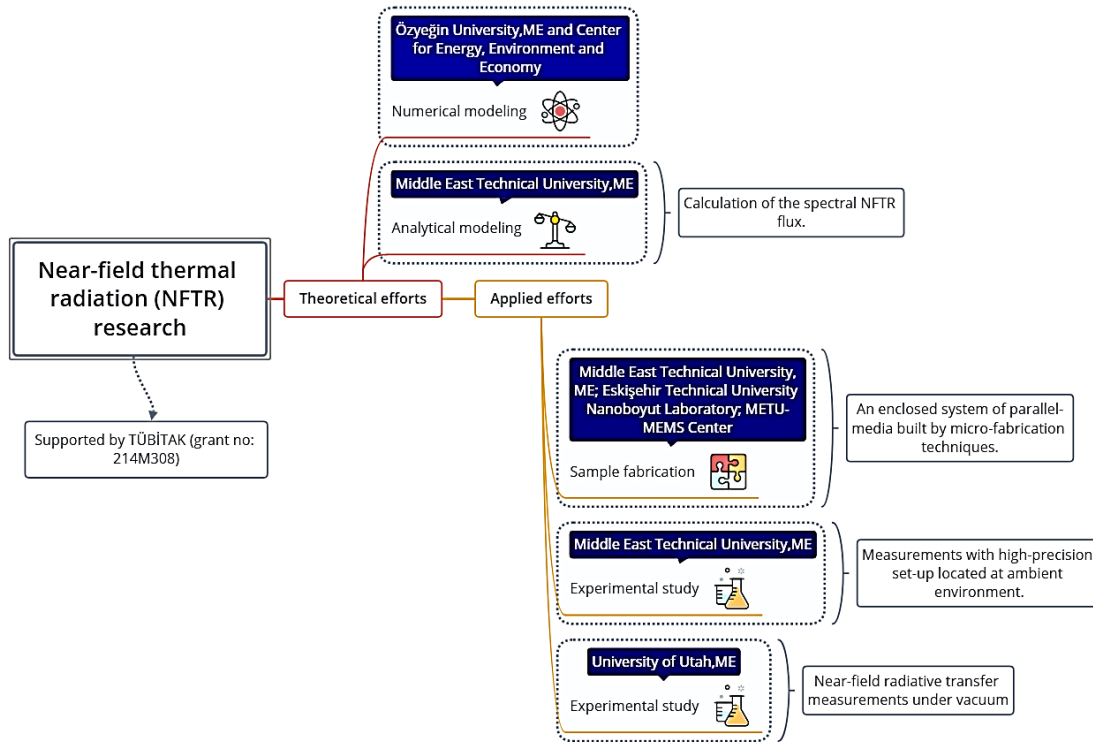 Özyeğin University,ME and Center
for Energy, Environment and
Economy
Numerical modeling
Middle East Technical University,ME
Analytical modeling
Calculation of the spectral NFTR
flux.
Near-field thermal
radiation (NFTR)
research
Theoretical efforts
Applied efforts
Supported by TÜBİTAK (grant no:
214M308)
Middle East Technical University,
ME; Eskişehir Technical University
Nanoboyut Laboratory; METU-
MEMS Center
Sample fabrication
An enclosed system of parallel-
media built by micro-fabrication
techniques.
Middle East Technical University,ME
Experimental study
Measurements with high-precision
set-up located at ambient
environment.
University of Utah,ME
Experimental study
Near-field radiative transfer
measurements under vacuum